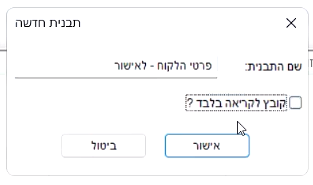 תבנית חדשה
שם התבנית: פרטי הלקוח - לאישור
קובץ לקריאה בלבד ?
אישור ביטול